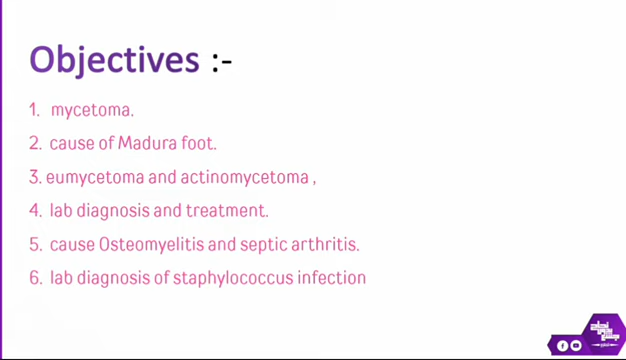 Objectives :-
1. mycetoma.
2. cause of Madura foot.
3. eumycetoma and actinomycetoma ,
4. lab diagnosis and treatment.
5. cause Osteomyelitis and septic arthritis.
6. lab diagnosis of staphylococcus infection